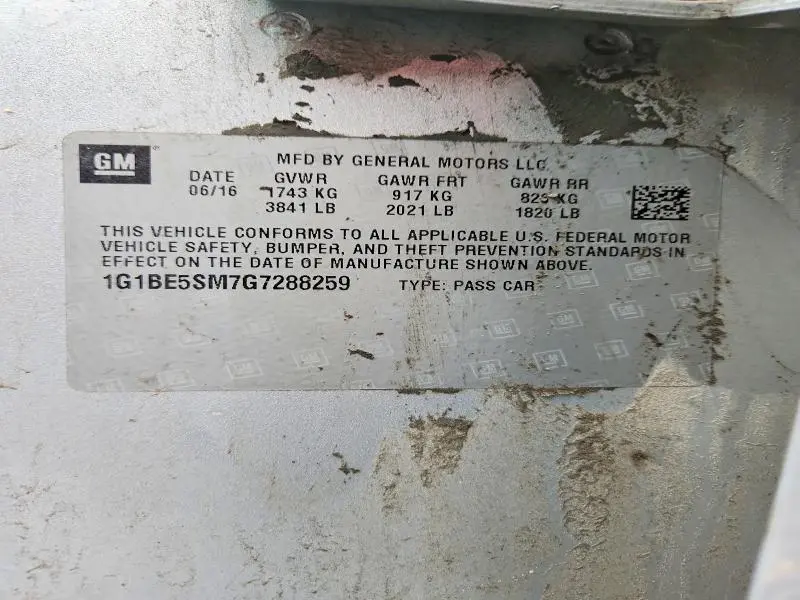 GM
MFD BY GENERAL MOTORS LLC
DATE GVWR GAWR FRT GAWR RR
06/16 1743 KG 917 KG 825 KG
3841 LB 2021 LB 1820 LB
THIS VEHICLE CONFORMS TO ALL APPLICABLE U.S. FEDERAL MOTOR
VEHICLE SAFETY, BUMPER, AND THEFT PREVENTION STANDARDS IN
EFFECT ON THE DATE OF MANUFACTURE SHOWN ABOVE.
1G1BE5SM7G7288259 TYPE: PASS CAR